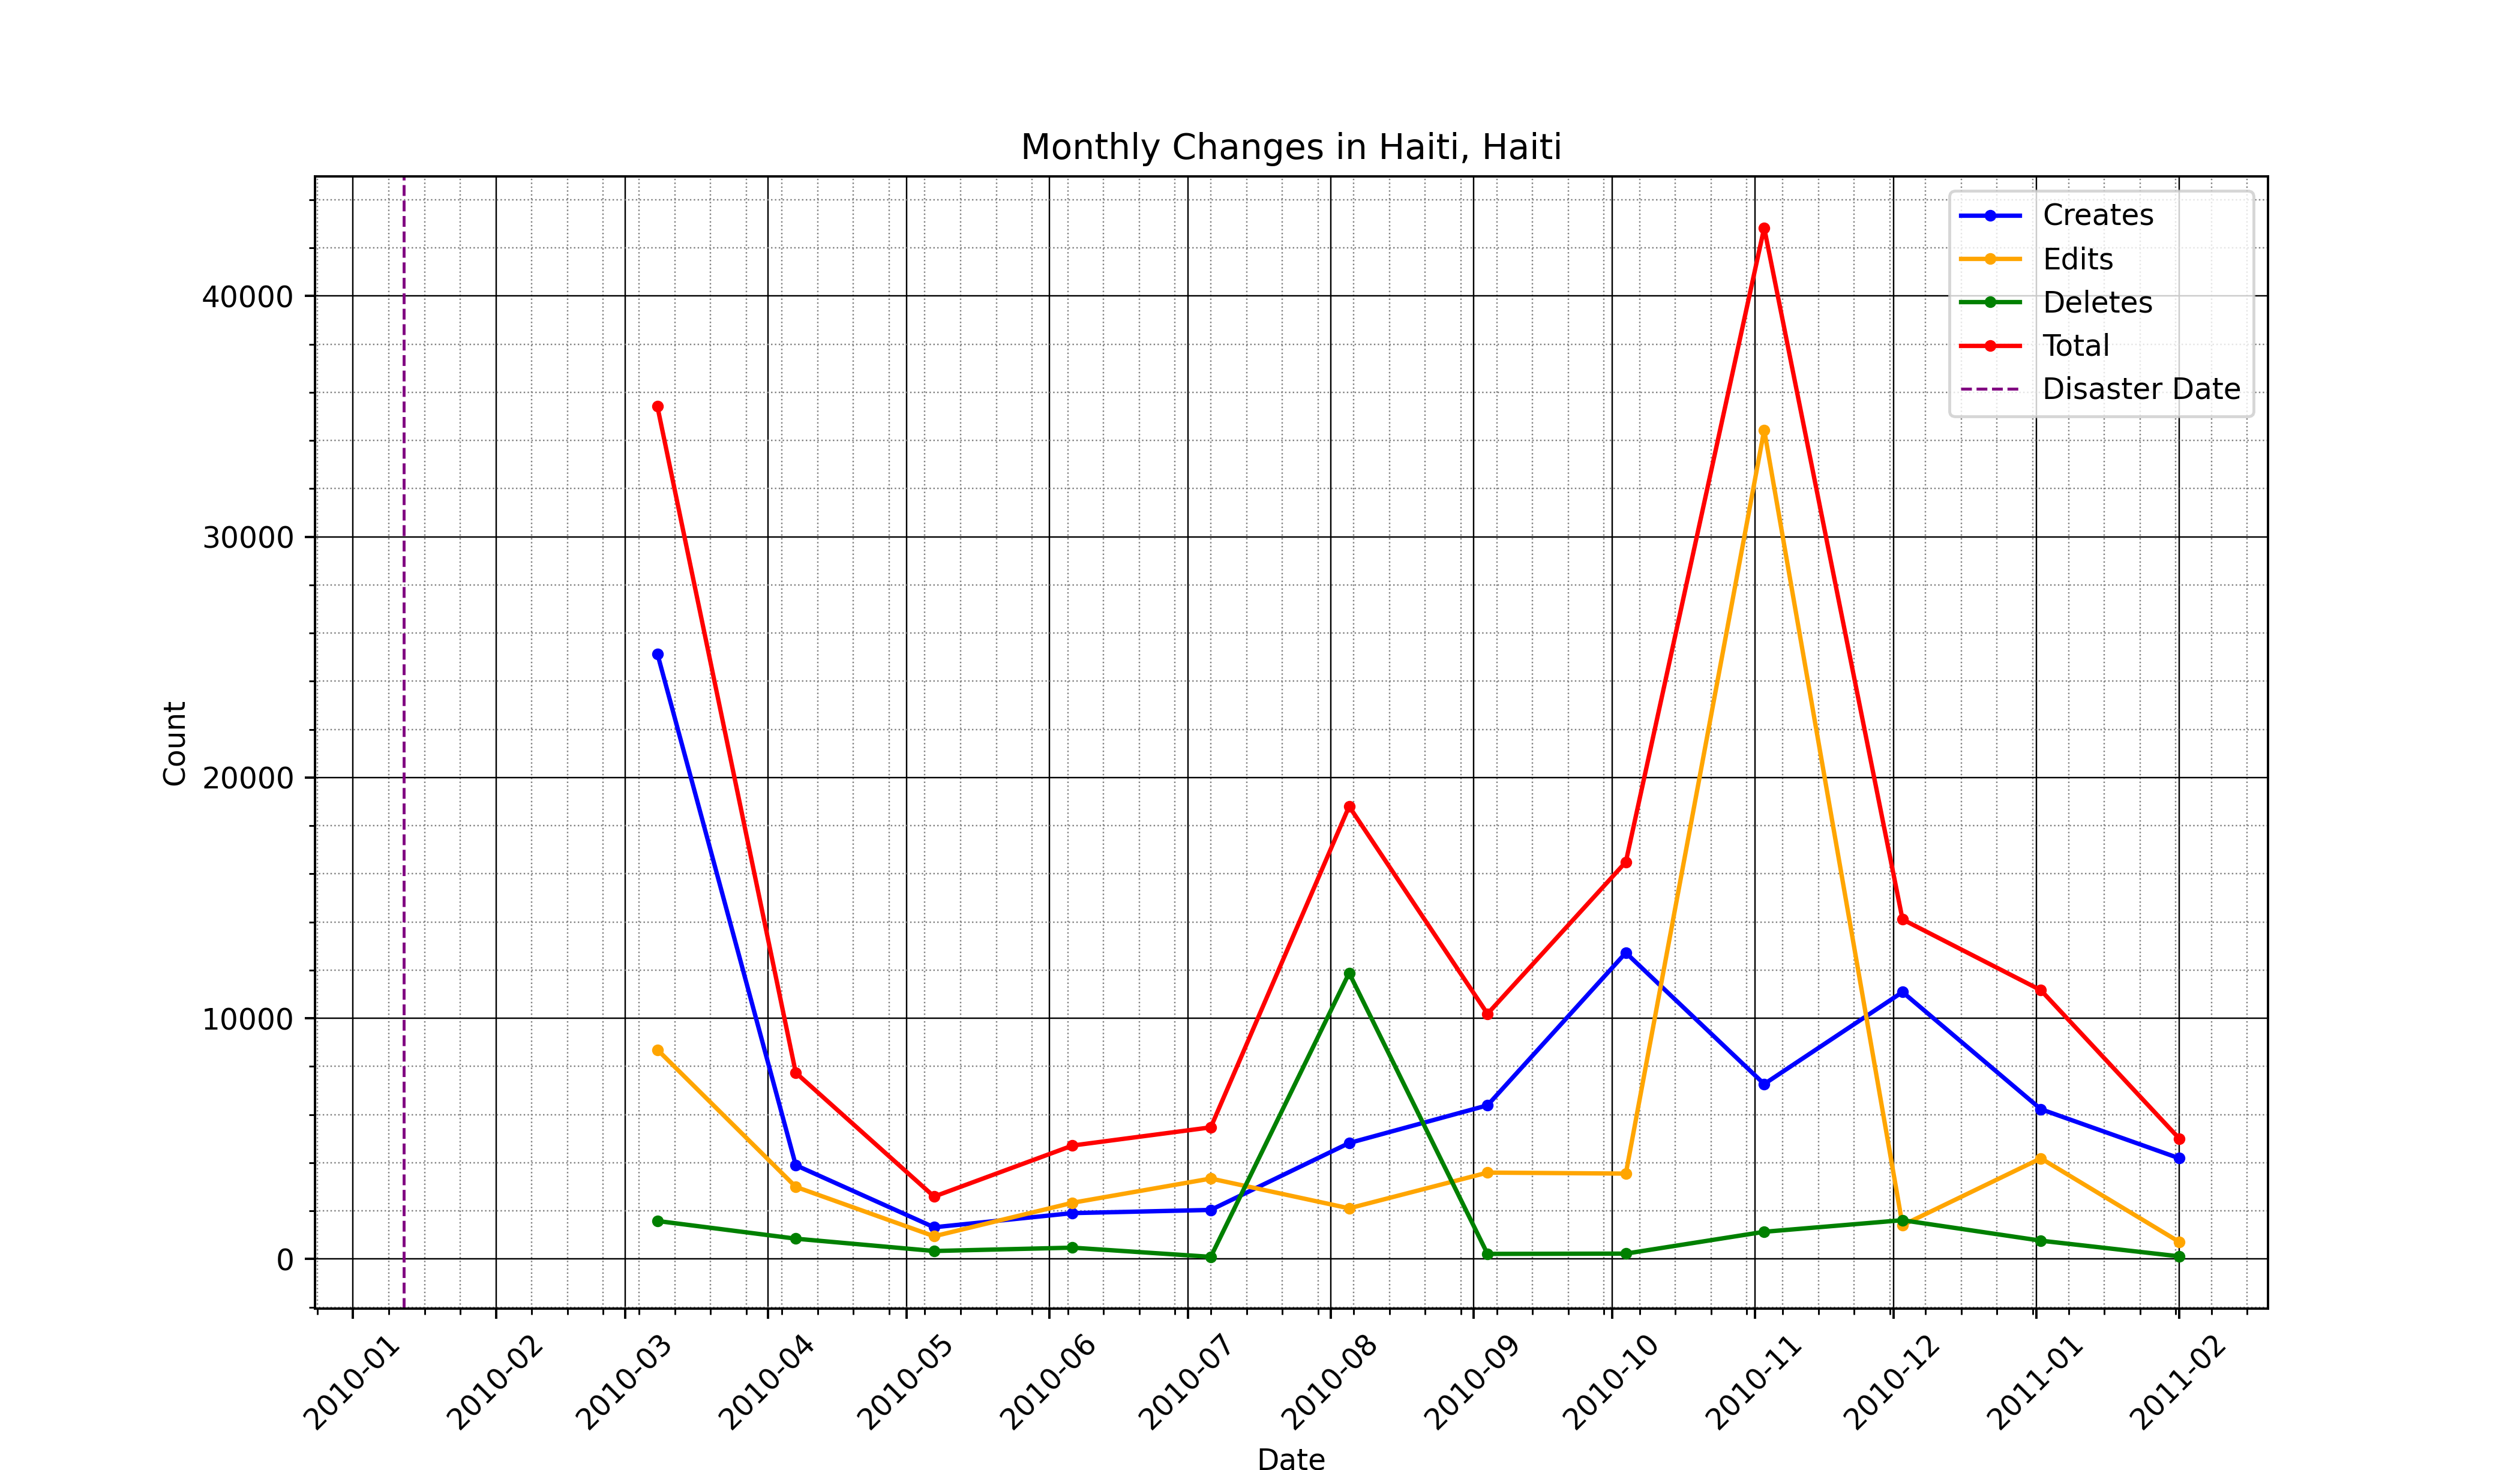 Monthly Changes in Haiti, Haiti
Creates
Edits
Deletes
Total
Disaster Date
Count
40000
30000
20000
10000
0
2010-01
2010-02
2010-03
2010-04
2010-05
2010-06
2010-07
2010-08
2010-09
2010-10
2010-11
2010-12
2011-01
2011-02
Date